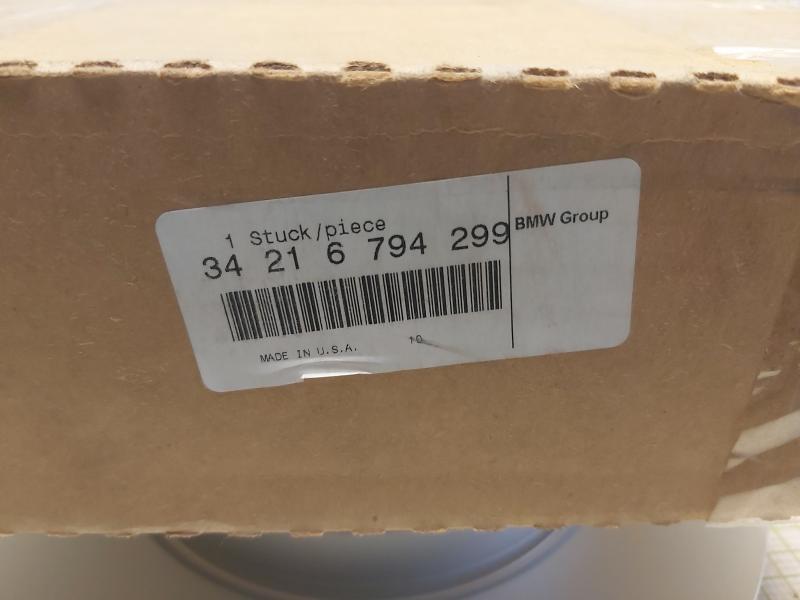 1 Stuck/piece
34 21 6 794 299
BMW Group
MADE IN U.S.A.
10